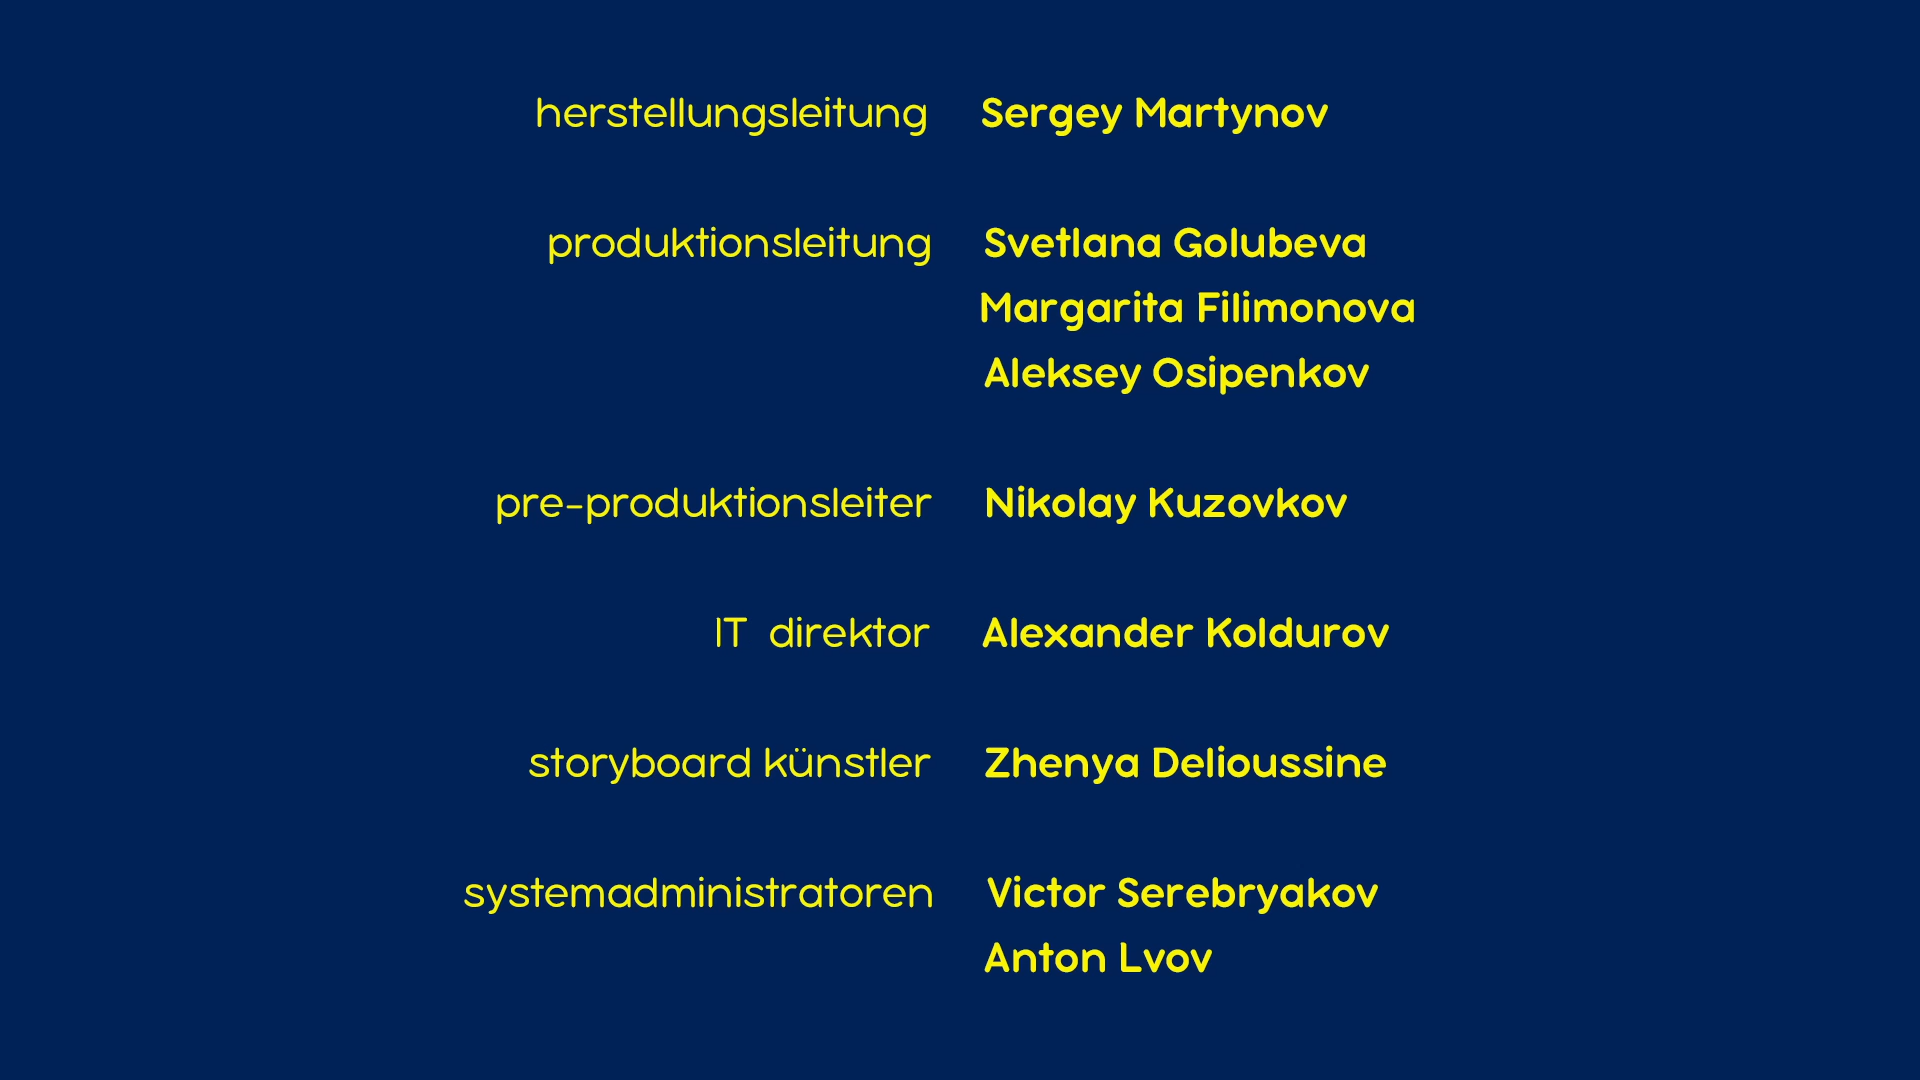 herstellungsleitung Sergey Martynov
produktionsleitung Svetlana Golubeva
Margarita Filimonova
Aleksey Osipenkov
pre-produktionsleiter Nikolay Kuzovkov
IT direktor Alexander Koldurov
storyboard künstler Zhenya Delioussine
systemadministratoren Victor Serebryakov
Anton Lvov